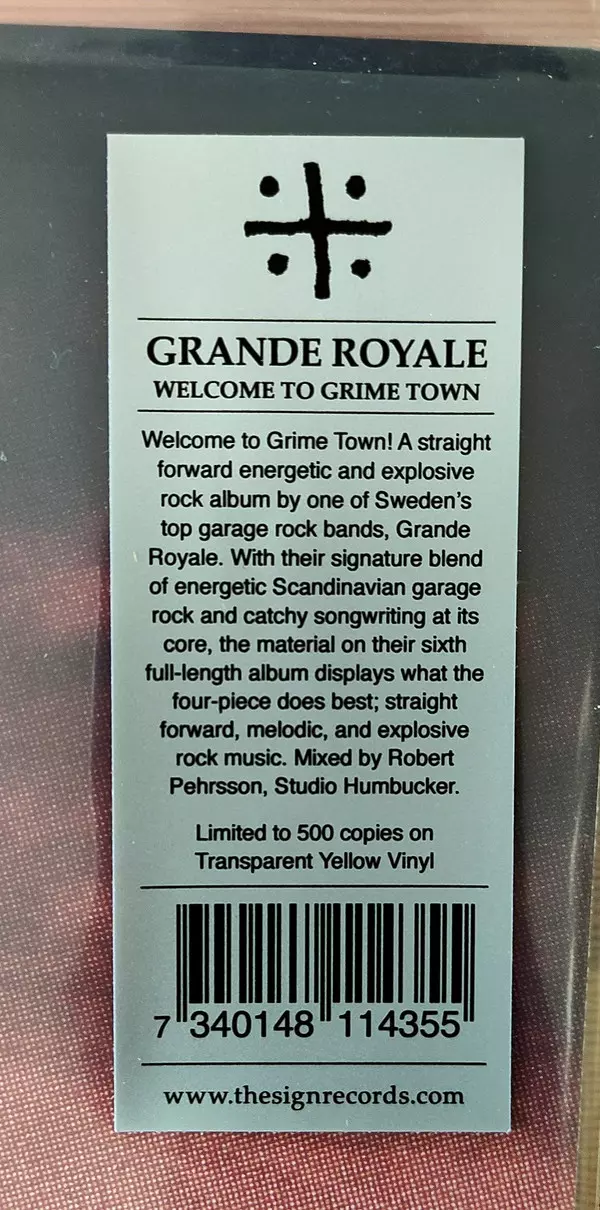 GRANDE ROYALE
WELCOME TO GRIME TOWN
Welcome to Grime Town! A straight
forward energetic and explosive
rock album by one of Sweden's
top garage rock bands, Grande
Royale. With their signature blend
of energetic Scandinavian garage
rock and catchy songwriting at its
core, the material on their sixth
full-length album displays what the
four-piece does best; straight
forward, melodic, and explosive
rock music. Mixed by Robert
Pehrsson, Studio Humbucker.
Limited to 500 copies on
Transparent Yellow Vinyl
7 340148 114355
www.thesignrecords.com